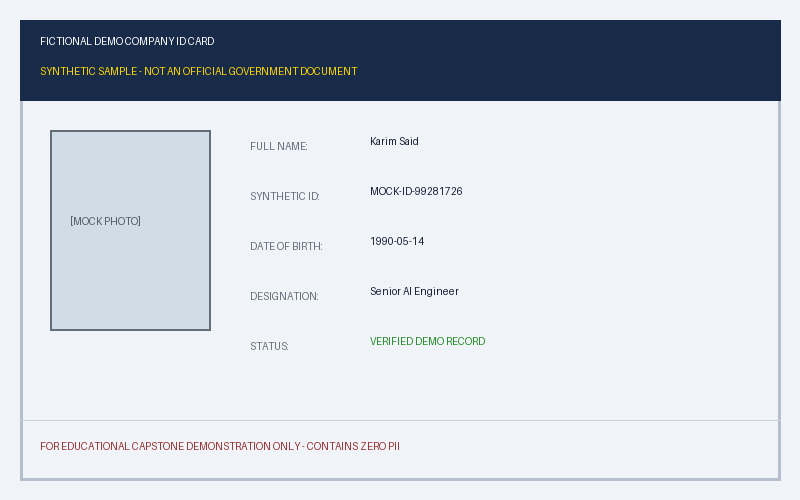 FICTIONAL DEMO COMPANY ID CARD
SYNTHETIC SAMPLE - NOT AN OFFICIAL GOVERNMENT DOCUMENT
[MOCK PHOTO]
FULL NAME: Karim Said
SYNTHETIC ID: MOCK-ID-99281726
DATE OF BIRTH: 1990-05-14
DESIGNATION: Senior AI Engineer
STATUS: VERIFIED DEMO RECORD
FOR EDUCATIONAL CAPSTONE DEMONSTRATION ONLY - CONTAINS ZERO PII